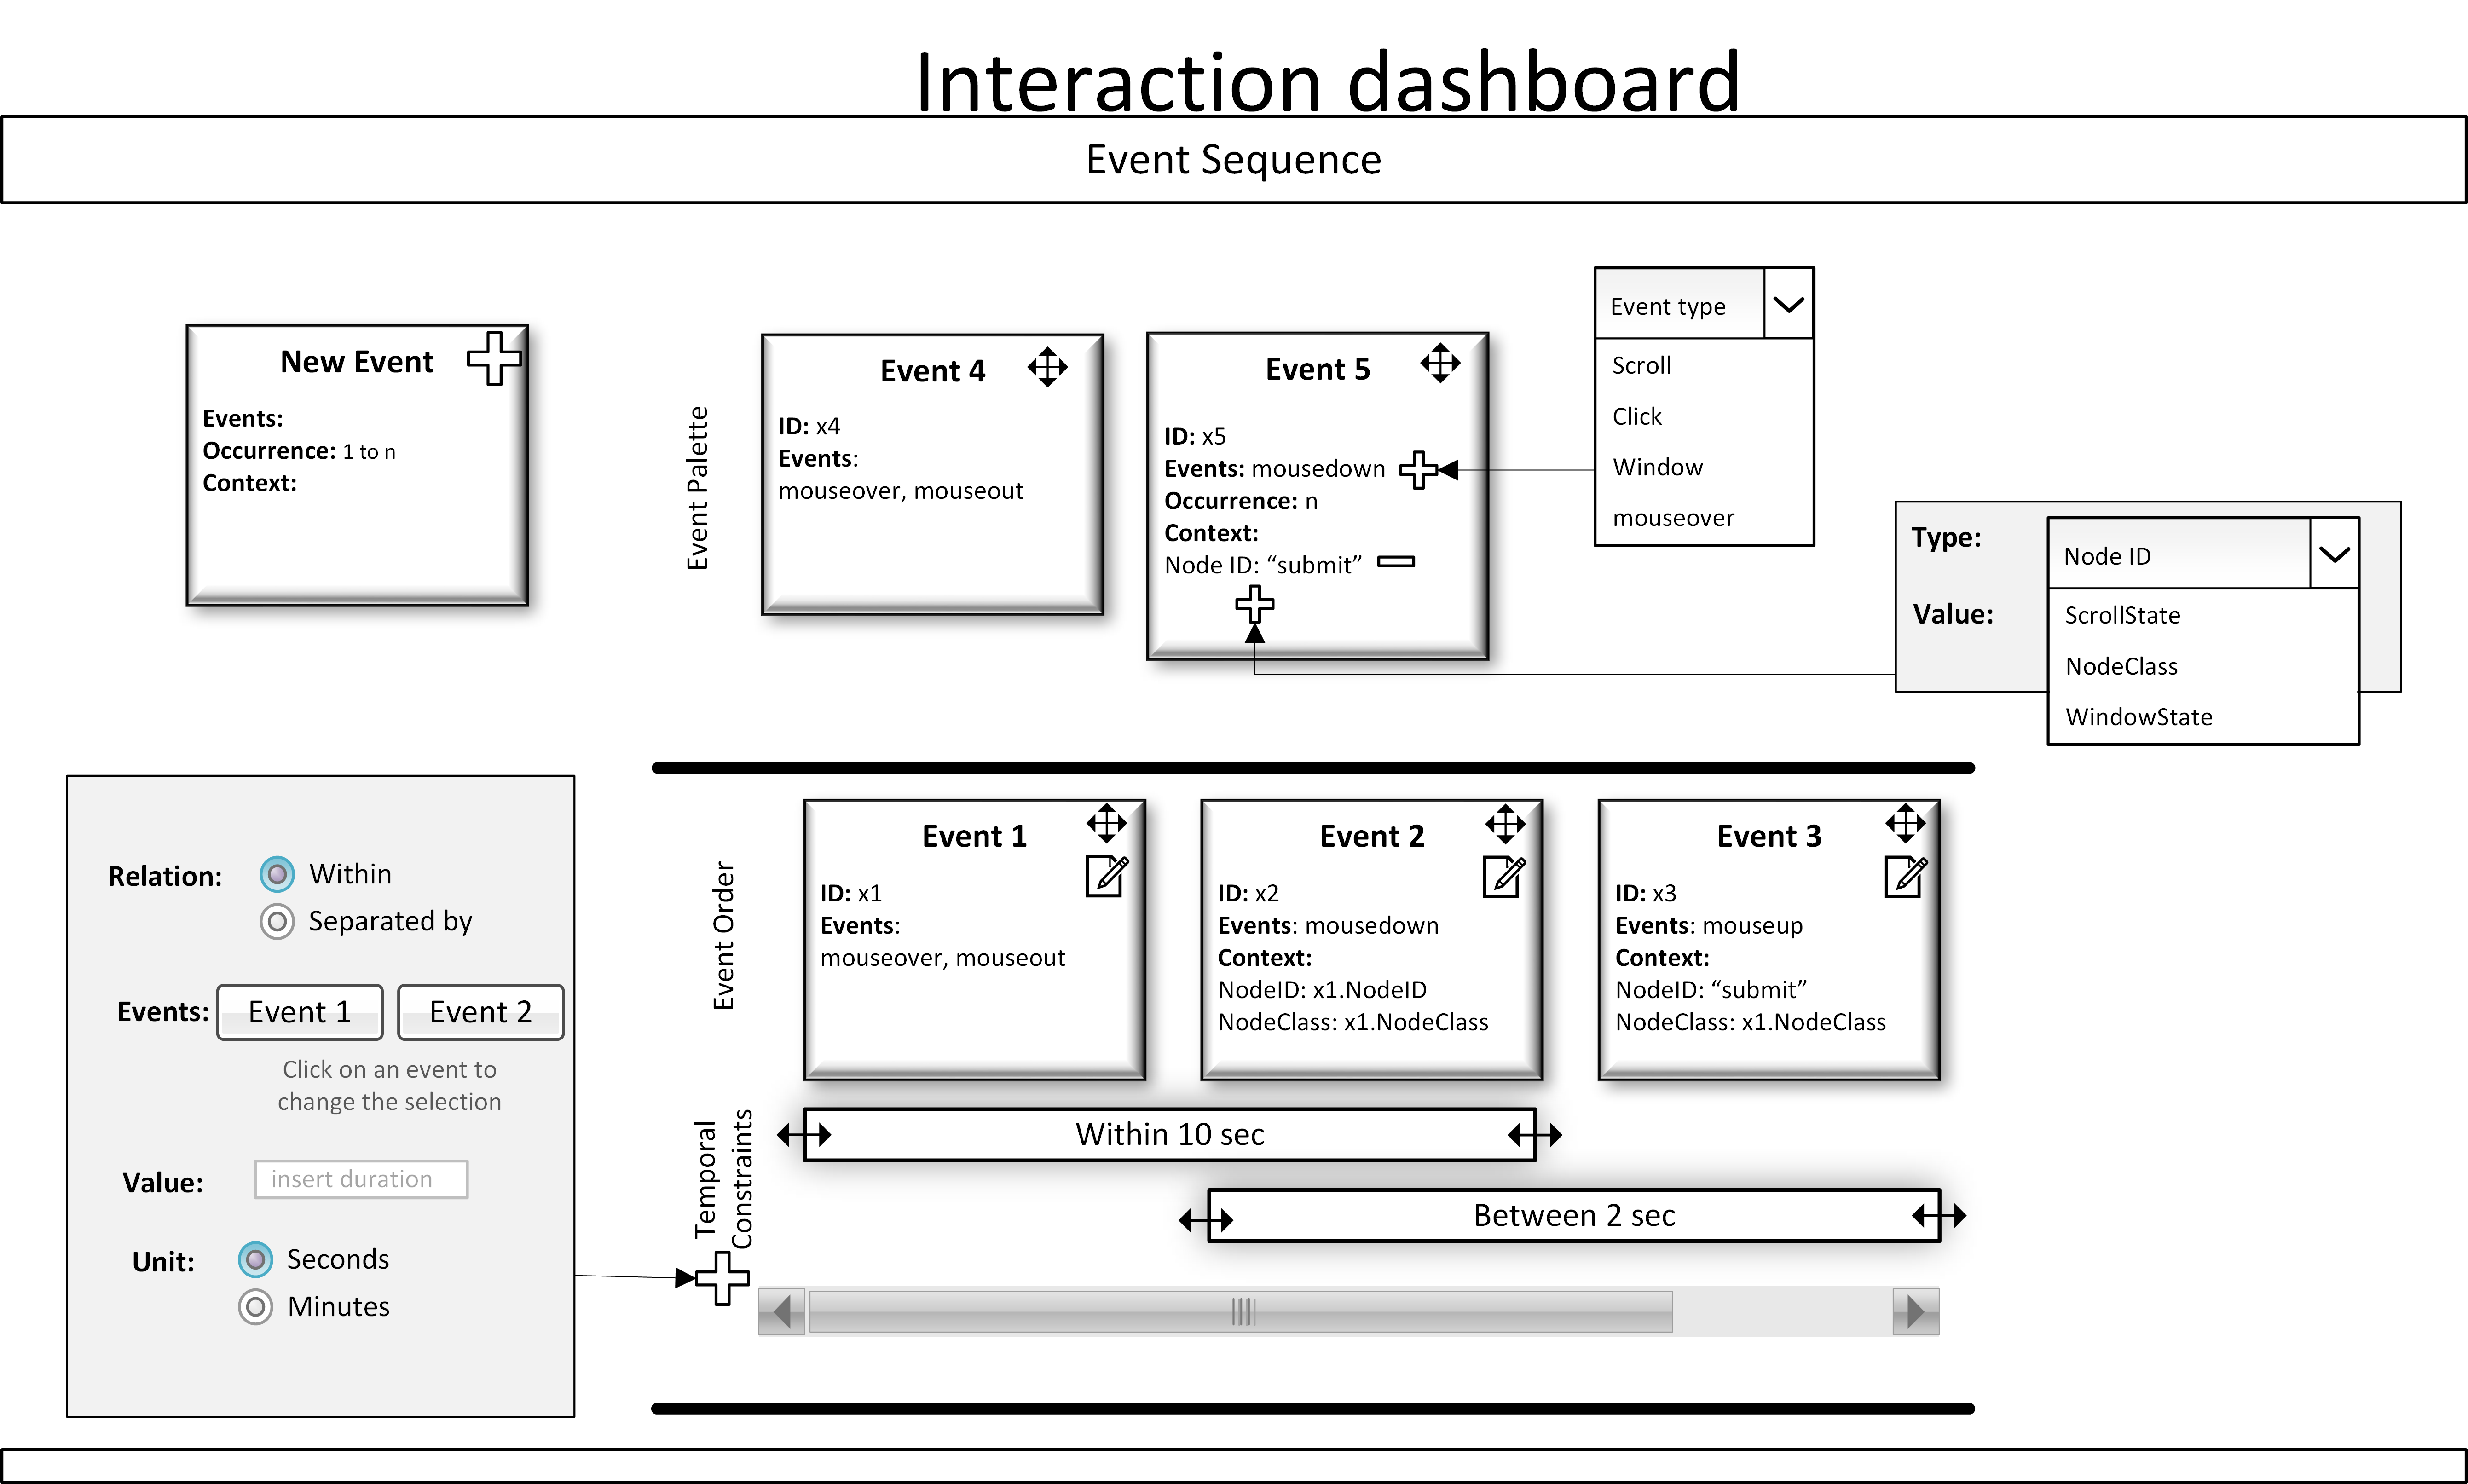 Interaction dashboard
Event Sequence
New Event
Events:
Occurrence: 1 to n
Context:
Event Palette
Event 4
ID: x4
Events:
mouseover, mouseout
Event 5
ID: x5
Events: mousedown
Occurrence: n
Context:
Node ID: “submit”
Event type
Scroll
Click
Window
mouseover
Type:
Node ID
Value:
ScrollState
NodeClass
WindowState
Relation:
Within
Separated by
Events:
Event 1
Event 2
Click on an event to
change the selection
Value:
insert duration
Unit:
Seconds
Minutes
Event Order
Event 1
ID: x1
Events:
mouseover, mouseout
Event 2
ID: x2
Events: mousedown
Context:
NodeID: x1.NodeID
NodeClass: x1.NodeClass
Event 3
ID: x3
Events: mouseup
Context:
NodeID: “submit”
NodeClass: x1.NodeClass
Temporal
Constraints
Within 10 sec
Between 2 sec